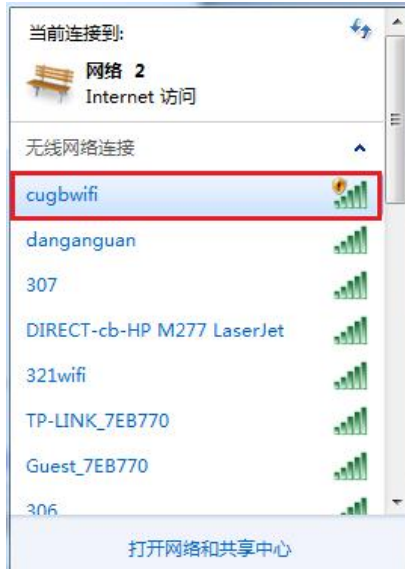 当前连接到:
网络 2
Internet 访问
无线网络连接
cugbwifi
danganguan
307
DIRECT-cb-HP M277 LaserJet
321wifi
TP-LINK_7EB770
Guest_7EB770
306
打开网络和共享中心